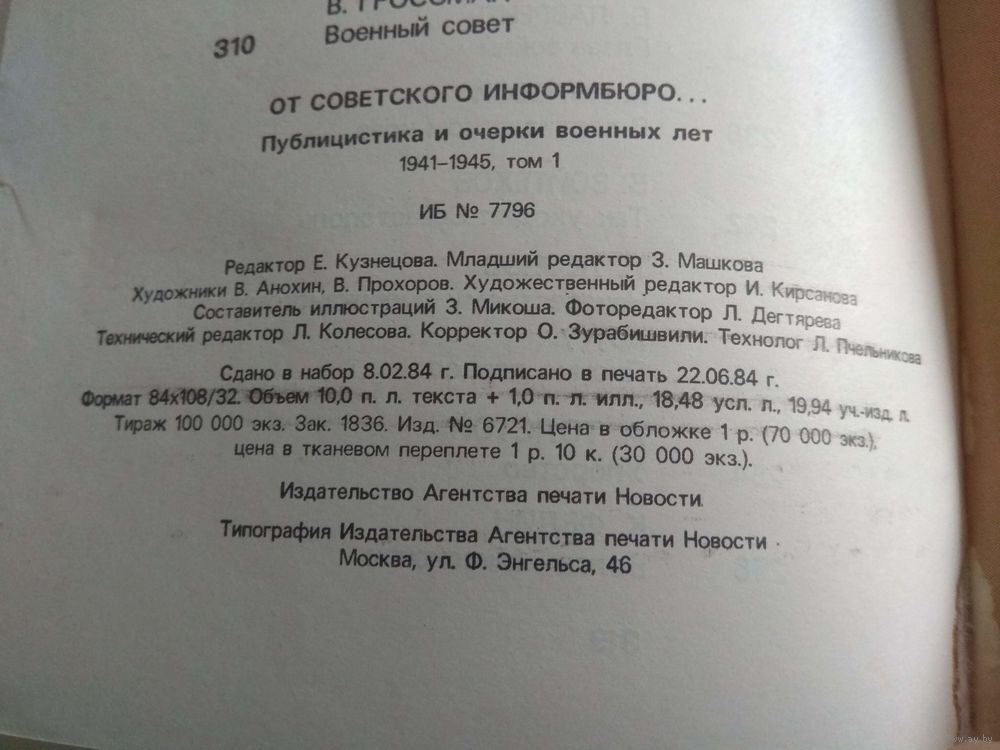 В. ГРОССМАН
310 Военный совет
ОТ СОВЕТСКОГО ИНФОРМБЮРО...
Публицистика и очерки военных лет
1941–1945, том 1
ИБ № 7796
Редактор Е. Кузнецова. Младший редактор З. Машкова
Художники В. Анохин, В. Прохоров. Художественный редактор И. Кирсанова
Составитель иллюстраций З. Микоша. Фоторедактор Л. Дегтярева
Технический редактор Л. Колесова. Корректор О. Зурабишвили. Технолог Л. Пчельникова
Сдано в набор 8.02.84 г. Подписано в печать 22.06.84 г.
Формат 84х108/32. Объем 10,0 п. л. текста + 1,0 п. л. илл., 18,48 усл. л., 19,94 уч.-изд. л.
Тираж 100 000 экз. Зак. 1836. Изд. № 6721. Цена в обложке 1 р. (70 000 экз.),
цена в тканевом переплете 1 р. 10 к. (30 000 экз.).
Издательство Агентства печати Новости
Типография Издательства Агентства печати Новости
Москва, ул. Ф. Энгельса, 46